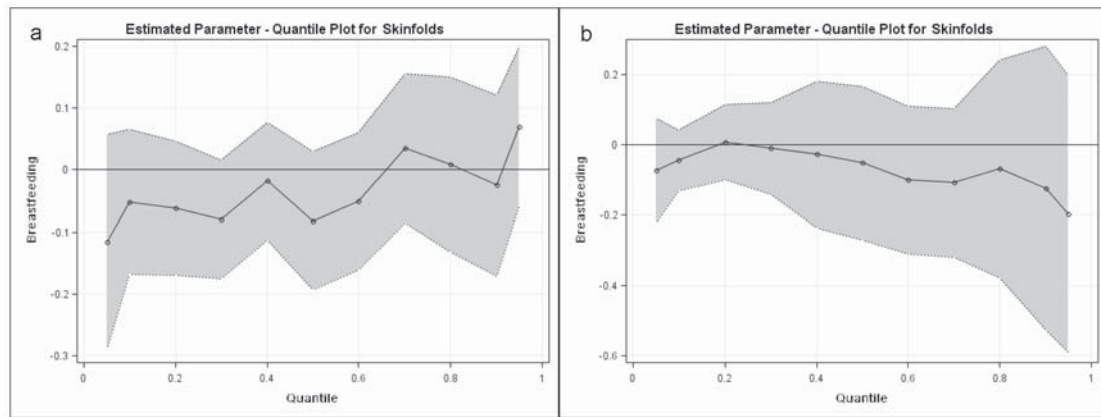 a
Estimated Parameter - Quantile Plot for Skinfolds
0.2
0.1
0
-0.1
-0.2
-0.3
Breastfeeding
0 0.2 0.4 0.6 0.8 1
Quantile
b
Estimated Parameter - Quantile Plot for Skinfolds
0.2
0
-0.2
-0.4
-0.6
Breastfeeding
0 0.2 0.4 0.6 0.8 1
Quantile